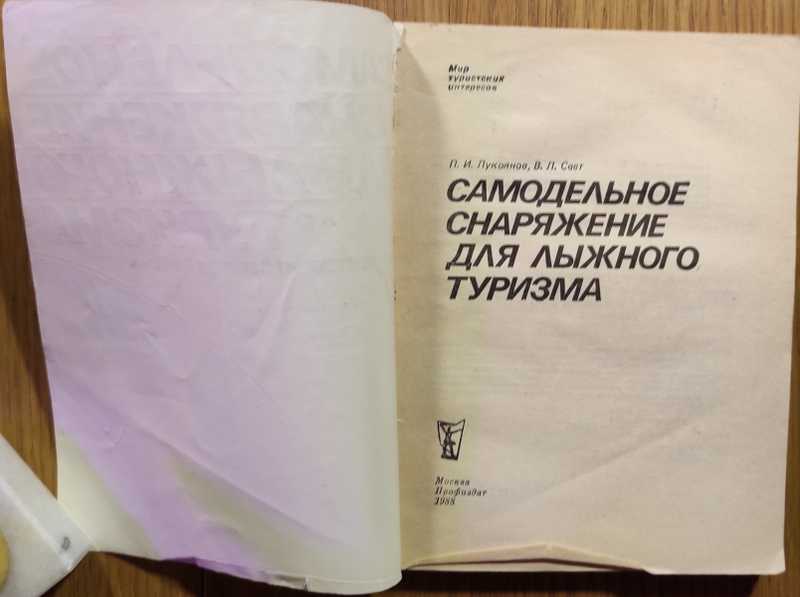 Мир
туристских
интересов
П. И. Лукоянов, В. Л. Свет
САМОДЕЛЬНОЕ
СНАРЯЖЕНИЕ
ДЛЯ ЛЫЖНОГО
ТУРИЗМА
Москва
Профиздат
1988